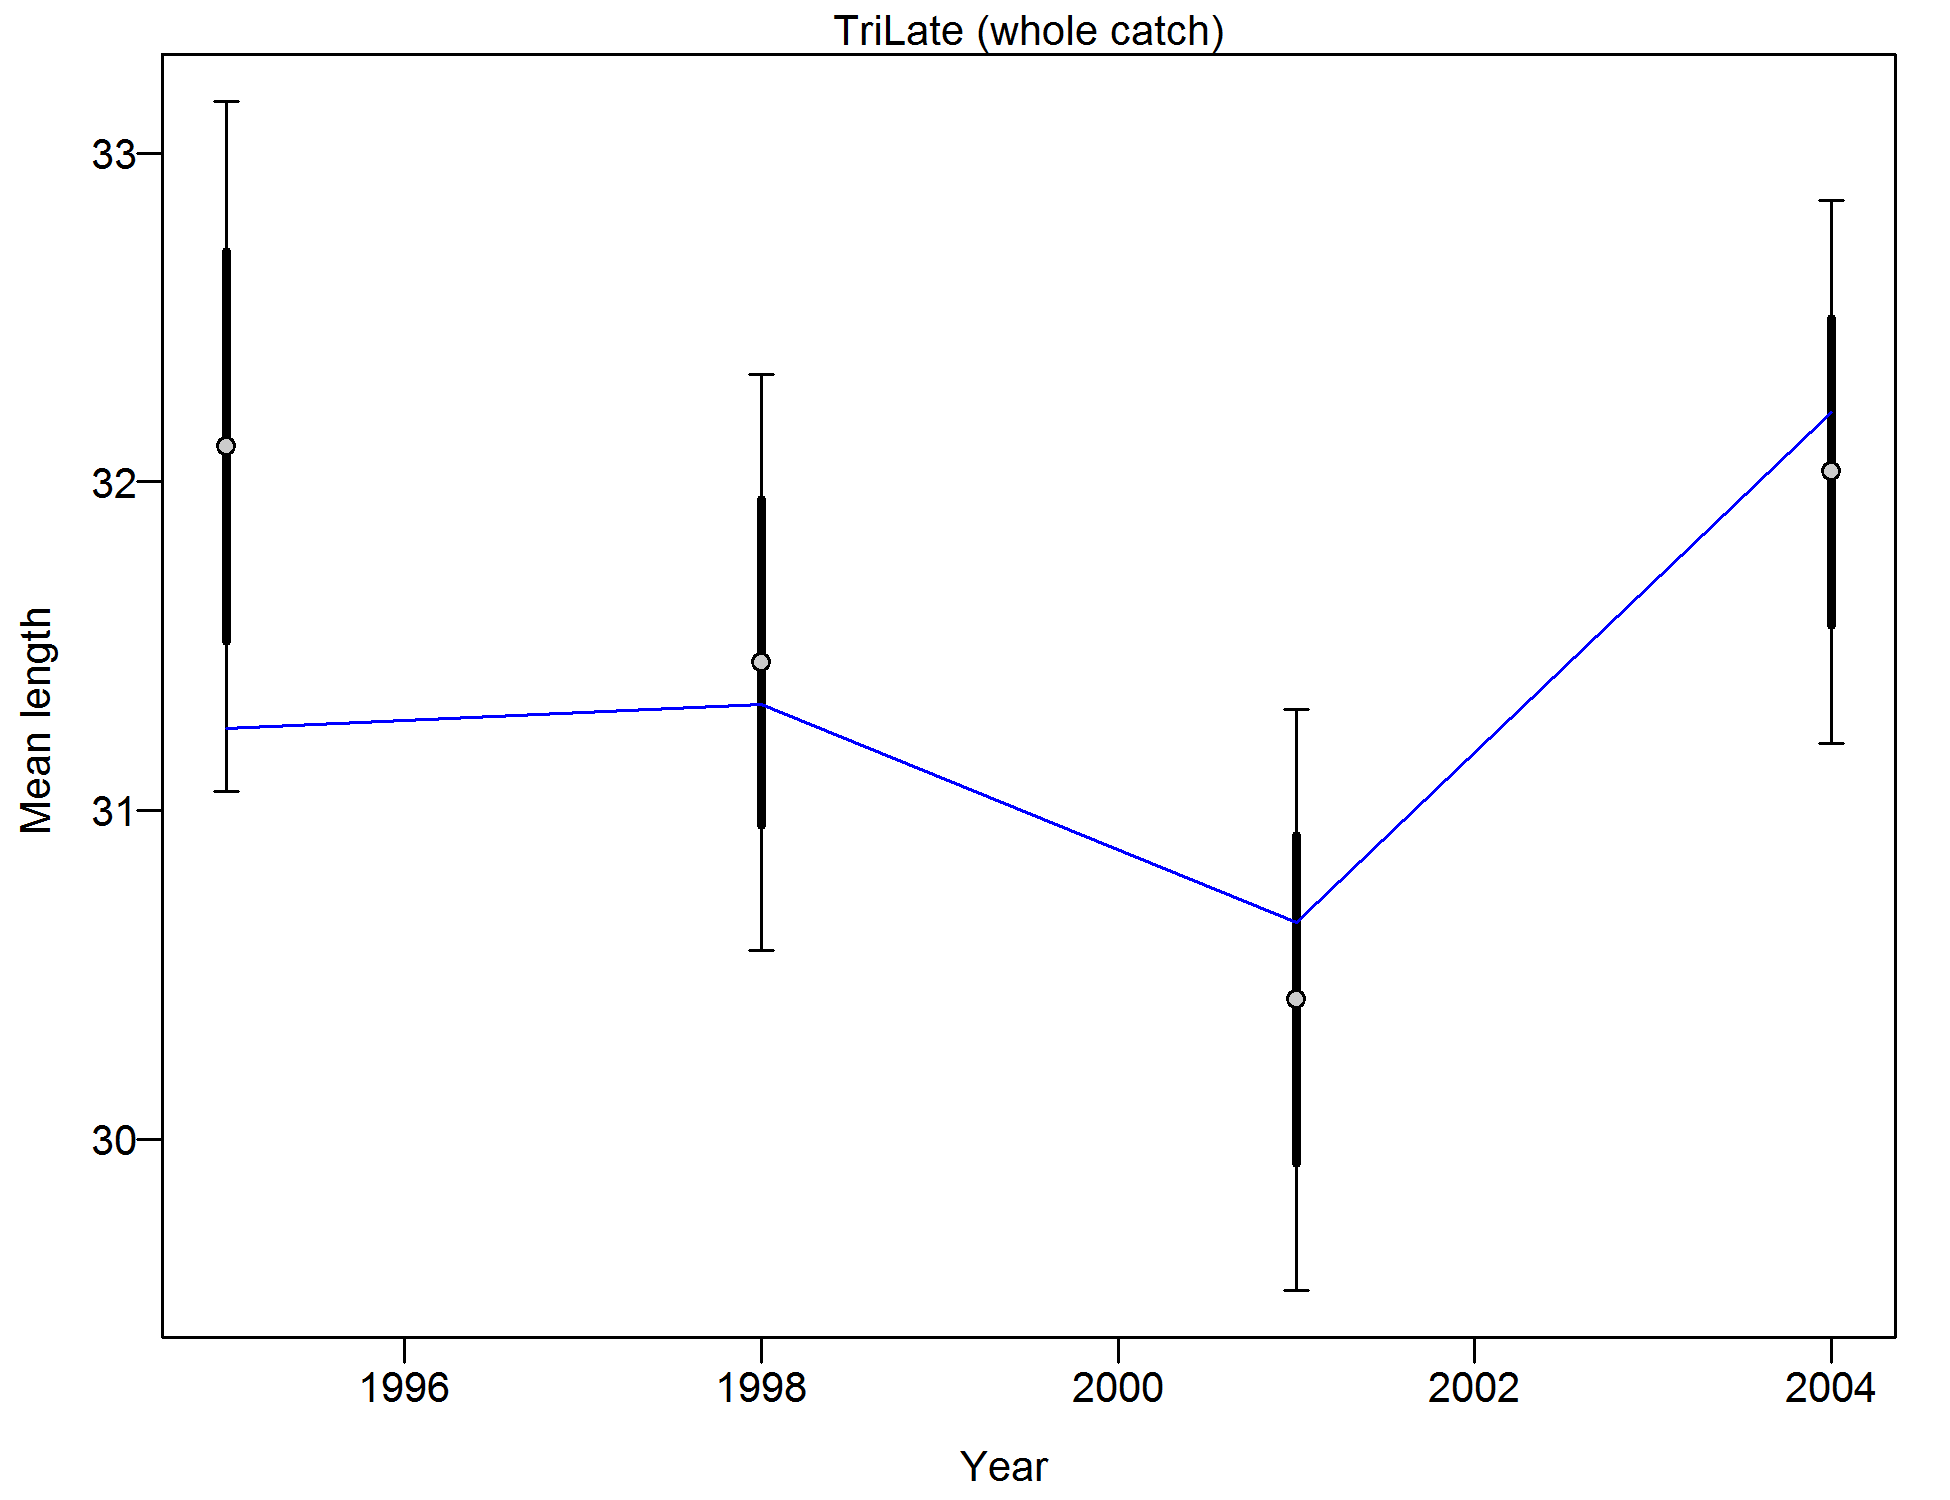 TriLate (whole catch)
33
32
31
30
Mean length
1996 1998 2000 2002 2004
Year